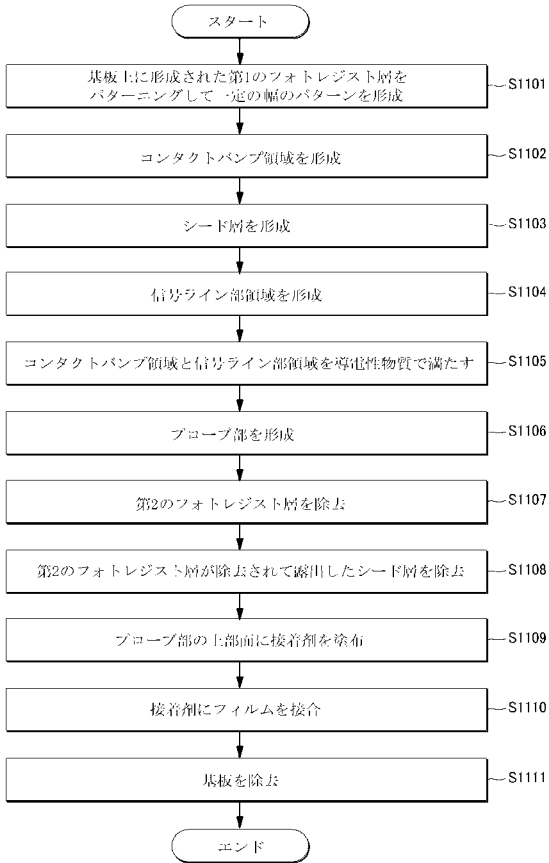 スタート
基板上に形成された第1のフォトレジスト層を
パターニングして一定の幅のパターンを形成
S1101
コンタクトバンプ領域を形成
S1102
シード層を形成
S1103
信号ライン部領域を形成
S1104
コンタクトバンプ領域と信号ライン部領域を導電性物質で満たす
S1105
プローブ部を形成
S1106
第2のフォトレジスト層を除去
S1107
第2のフォトレジスト層が除去されて露出したシード層を除去
S1108
プローブ部の上部面に接着剤を塗布
S1109
接着剤にフィルムを接合
S1110
基板を除去
S1111
エンド